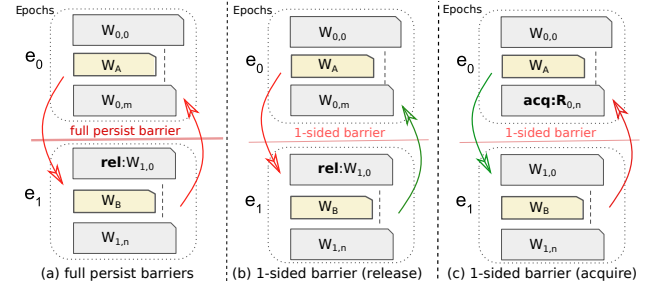 Epochs
W0,0
e0
WA
W0,m
full persist barrier
rel:W1,0
e1
WB
W1,n
(a) full persist barriers
Epochs
W0,0
e0
WA
W0,m
1-sided barrier
rel:W1,0
e1
WB
W1,n
(b) 1-sided barrier (release)
Epochs
W0,0
e0
WA
acq:R0,n
1-sided barrier
W1,0
e1
WB
W1,n
(c) 1-sided barrier (acquire)